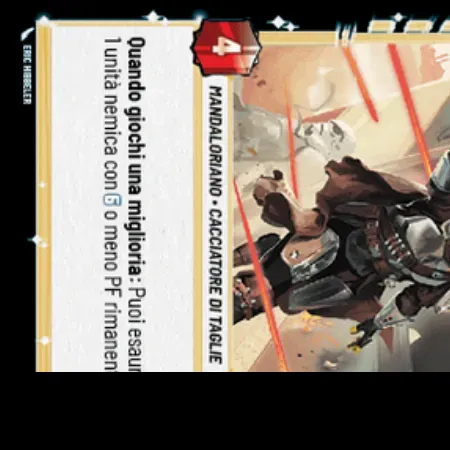 4
MANDALORIANO • CACCIATORE DI TAGLIE
Quando giochi una miglioria: Puoi esaur
1 unità nemica con 6 o meno PF rimanen
ERIC HIBBELER